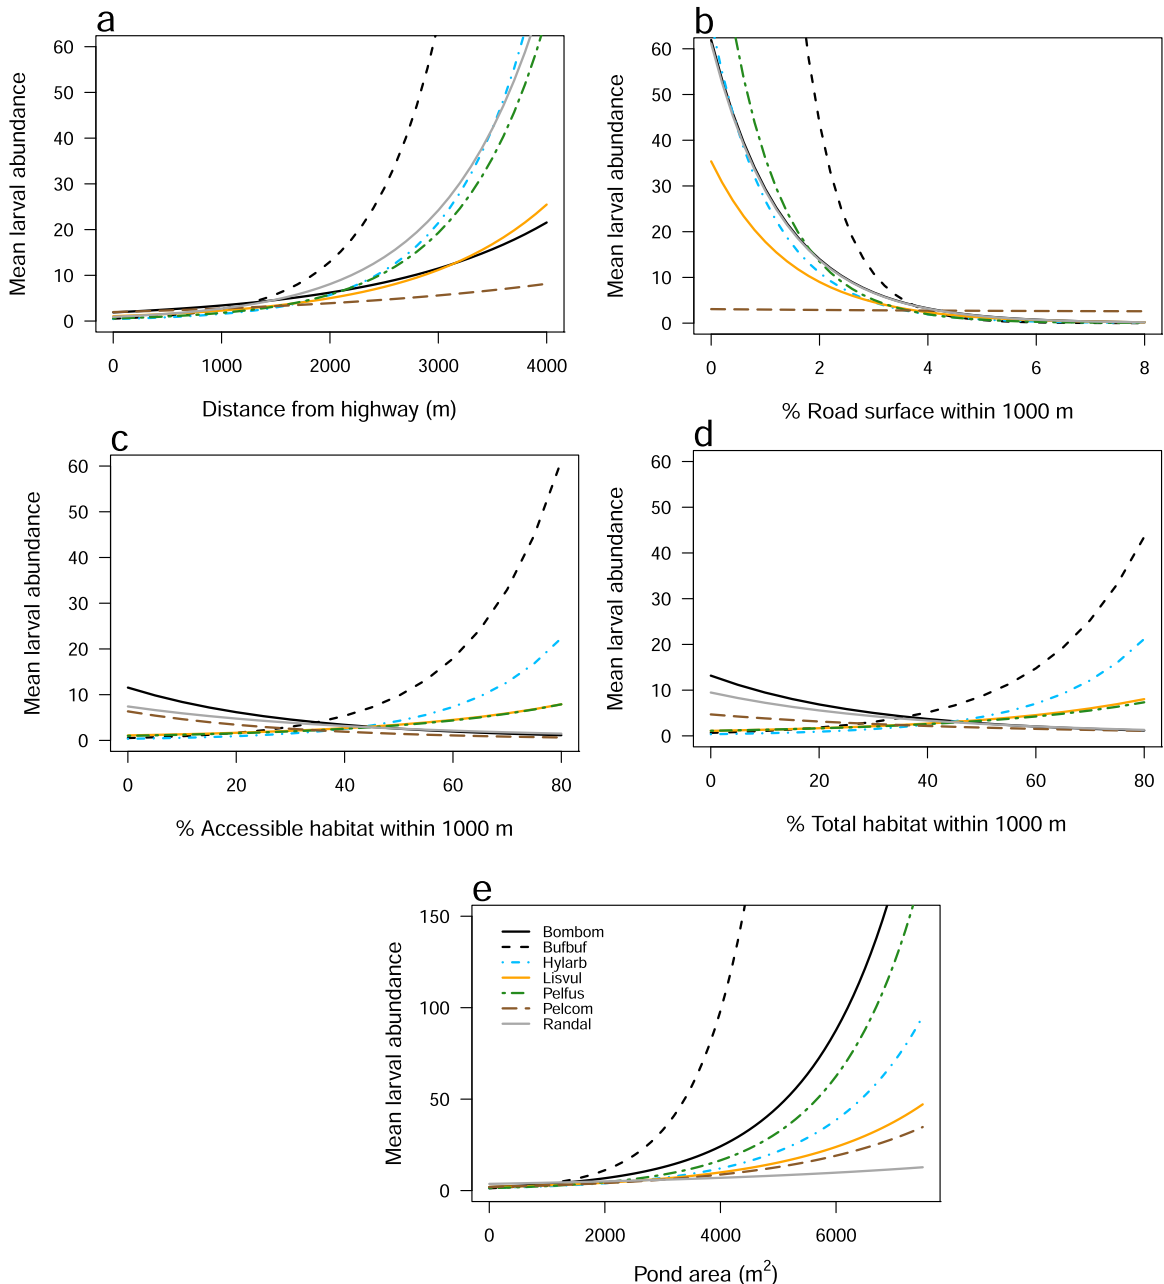 a
Mean larval abundance
60
50
40
30
20
10
0
0 1000 2000 3000 4000
Distance from highway (m)
b
Mean larval abundance
60
50
40
30
20
10
0
0 2 4 6 8
% Road surface within 1000 m
c
Mean larval abundance
60
50
40
30
20
10
0
0 20 40 60 80
% Accessible habitat within 1000 m
d
Mean larval abundance
60
50
40
30
20
10
0
0 20 40 60 80
% Total habitat within 1000 m
e
Mean larval abundance
150
100
50
0
Bombom
Bufbuf
Hylarb
Lisvul
Pelfus
Pelcom
Randal
0 2000 4000 6000
Pond area (m²)